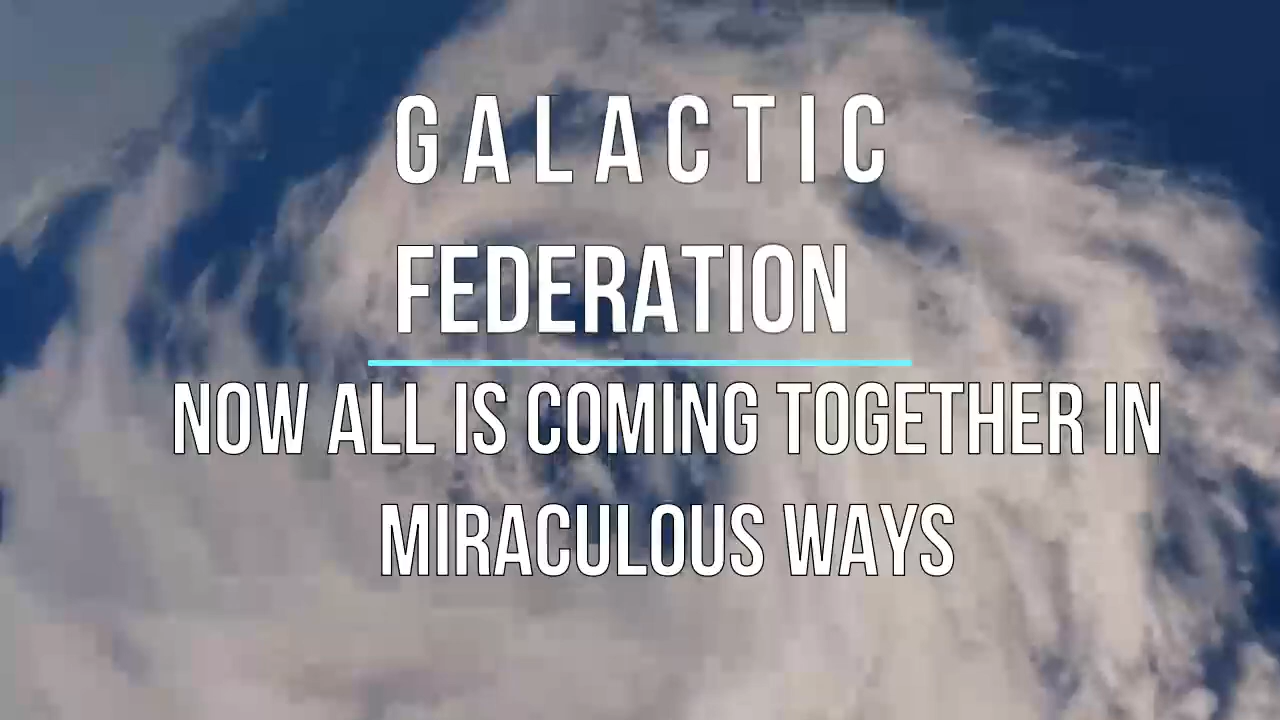 GALACTIC
FEDERATION
NOW ALL IS COMING TOGETHER IN
MIRACULOUS WAYS